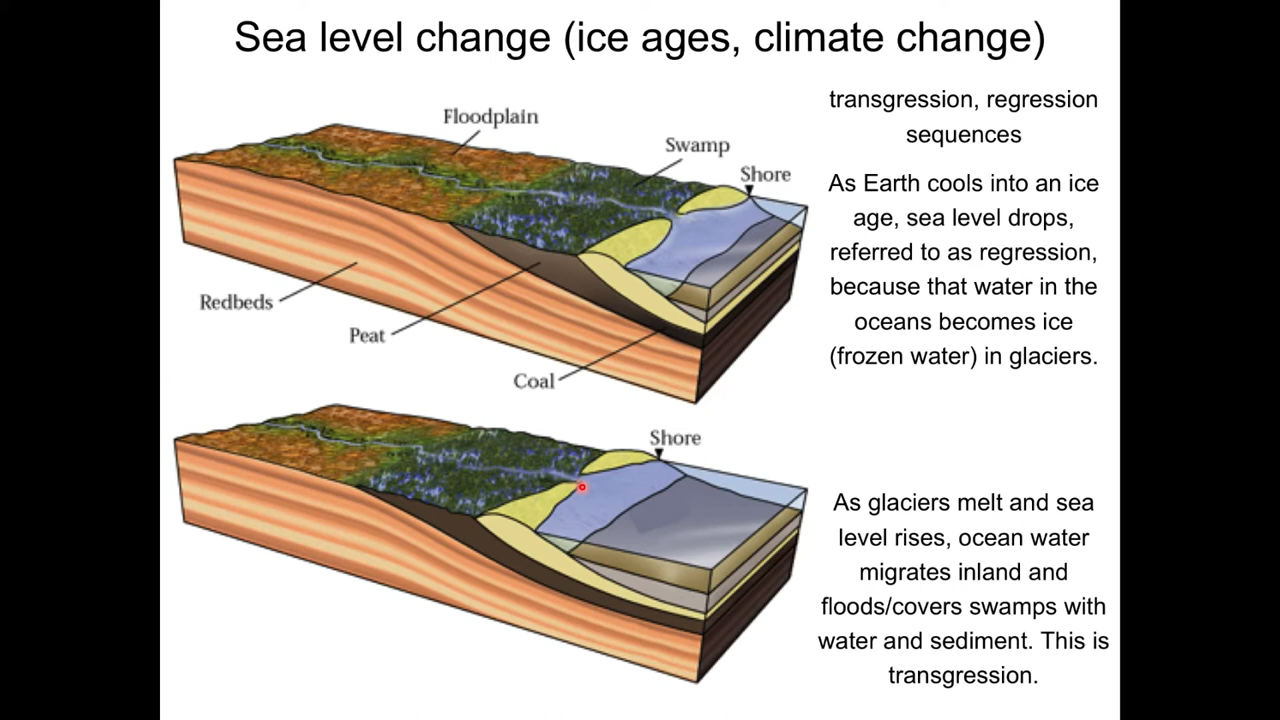 Sea level change (ice ages, climate change)
transgression, regression
sequences
Floodplain
Swamp
Shore
As Earth cools into an ice
age, sea level drops,
referred to as regression,
because that water in the
oceans becomes ice
(frozen water) in glaciers.
Redbeds
Peat
Coal
Shore
As glaciers melt and sea
level rises, ocean water
migrates inland and
floods/covers swamps with
water and sediment. This is
transgression.